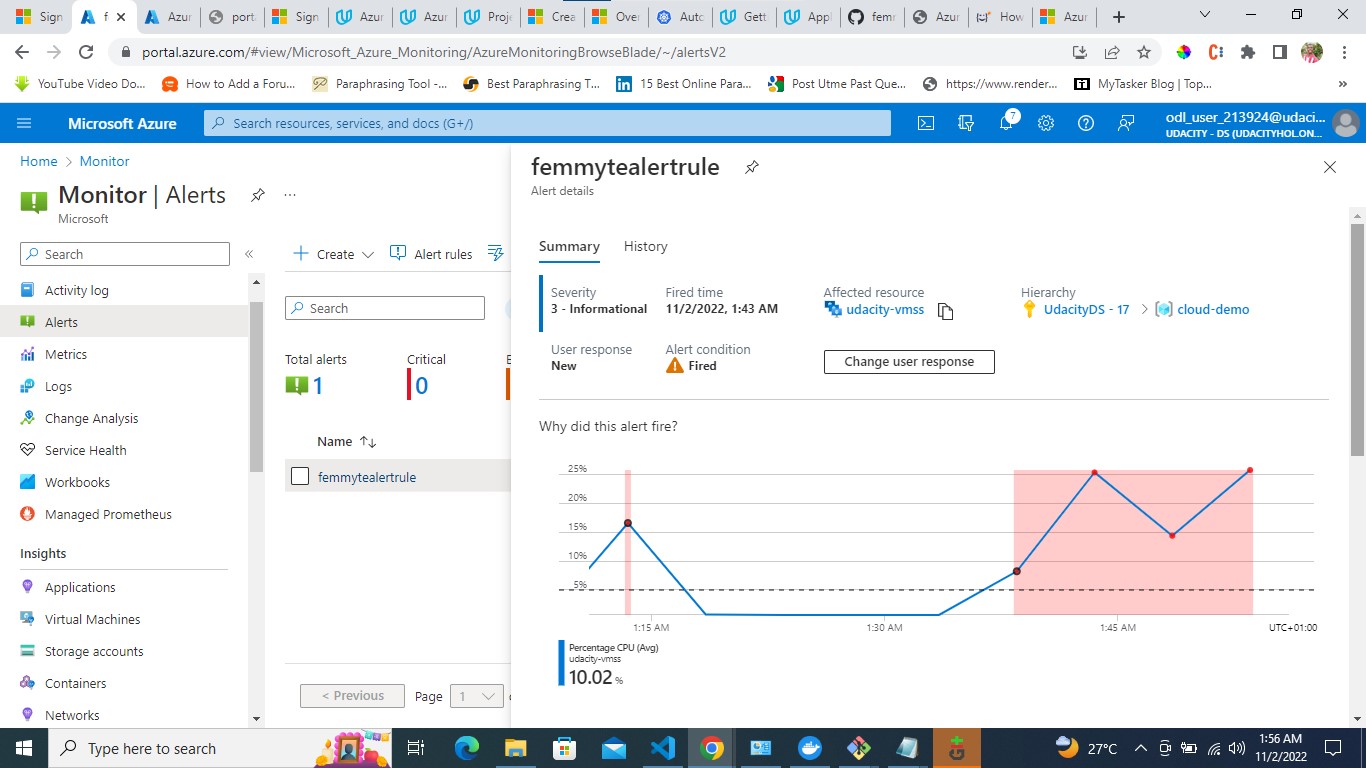 Sign
f
Azur
porta
Sign
Azur
Azur
Proje
Crea
Over
Auto
Gett
Appl
femr
Azur
How
Azur
portal.azure.com/#view/Microsoft_Azure_Monitoring/AzureMonitoringBrowseBlade/~/alertsV2
YouTube Video Do...
How to Add a Foru...
Paraphrasing Tool -...
Best Paraphrasing T...
15 Best Online Para...
Post Utme Past Que...
https://www.render...
MyTasker Blog | Top...
»
Microsoft Azure
Search resources, services, and docs (G+/)
7
odl_user_213924@udaci...
UDACITY - DS (UDACITYHOL.ON...
Home > Monitor
Monitor | Alerts
...
Microsoft
Search
«
Activity log
Alerts
Metrics
Logs
Change Analysis
Service Health
Workbooks
Managed Prometheus
Insights
Applications
Virtual Machines
Storage accounts
Containers
Networks
Create
Alert rules
Search
Total alerts
1
Critical
0
E
Name
femmytealertrule
< Previous
Page
1
femmytealertrule
Alert details
Summary
History
Severity
3 - Informational
Fired time
11/2/2022, 1:43 AM
Affected resource
udacity-vmss
Hierarchy
UdacityDS - 17 > cloud-demo
User response
New
Alert condition
Fired
Change user response
Why did this alert fire?
25%
20%
15%
10%
5%
1:15 AM
1:30 AM
1:45 AM
UTC+01:00
Percentage CPU (Avg)
udacity-vmss
10.02 %
Type here to search
27°C
1:56 AM
11/2/2022